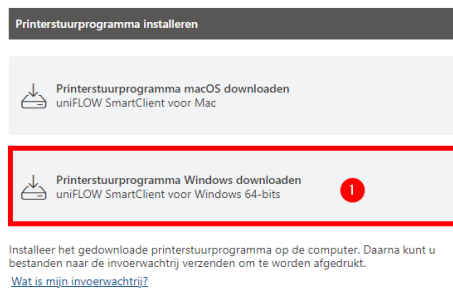 Printerstuurprogramma installeren
Printerstuurprogramma macOS downloaden
uniFLOW SmartClient voor Mac
Printerstuurprogramma Windows downloaden
uniFLOW SmartClient voor Windows 64-bits
1
Installeer het gedownloade printerstuurprogramma op de computer. Daarna kunt u
bestanden naar de invoerwachtrij verzenden om te worden afgedrukt.
Wat is mijn invoerwachtrij?